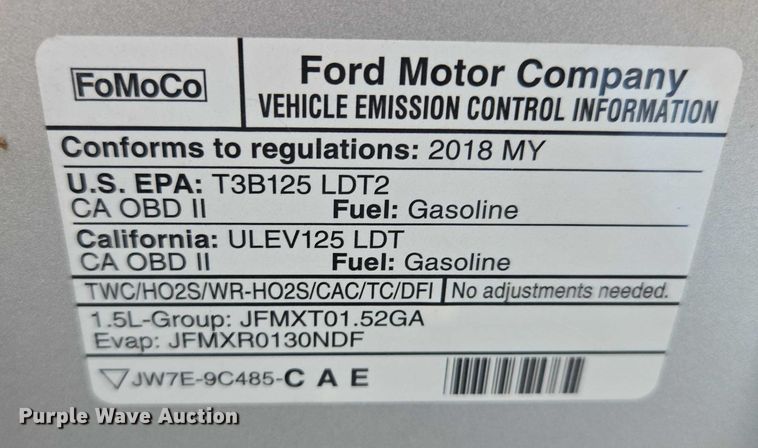 FoMoCo
Ford Motor Company
VEHICLE EMISSION CONTROL INFORMATION
Conforms to regulations: 2018 MY
U.S. EPA: T3B125 LDT2
CA OBD II Fuel: Gasoline
California: ULEV125 LDT
CA OBD II Fuel: Gasoline
TWC/HO2S/WR-HO2S/CAC/TC/DFI No adjustments needed.
1.5L-Group: JFMXT01.52GA
Evap: JFMXR0130NDF
JW7E-9C485-C A E
Purple Wave Auction